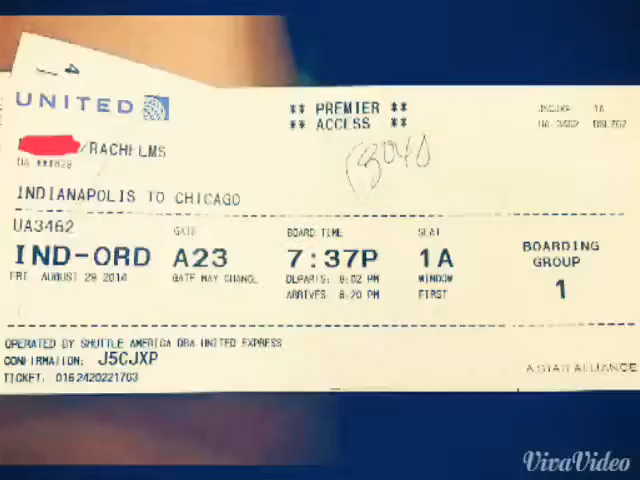 UNITED
** PREMIER **
** ACCESS **
/RACHELMS
INDIANAPOLIS TO CHICAGO
UA3462
GATE
BOARD TIME
SEAT
IND-ORD A23 7:37P 1A
BOARDING
GROUP
1
FRI AUGUST 29 2014
GATE MAY CHANGE
DEPARTS: 8:02 PM
WINDOW
ARRIVES: 8:20 PM
FIRST
OPERATED BY SHUTTLE AMERICA DBA UNITED EXPRESS
CONFIRMATION: J5CJXP
TICKET: 0162420221763
A STAR ALLIANCE
VivaVideo